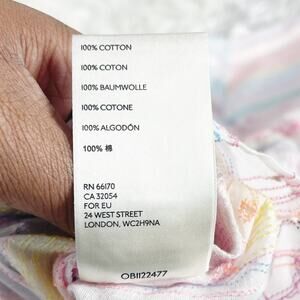 100% COTTON
100% COTON
100% BAUMWOLLE
100% COTONE
100% ALGODÓN
100% 棉
RN 66170
CA 32054
FOR EU
24 WEST STREET
LONDON, WC2H9NA
OB1122477